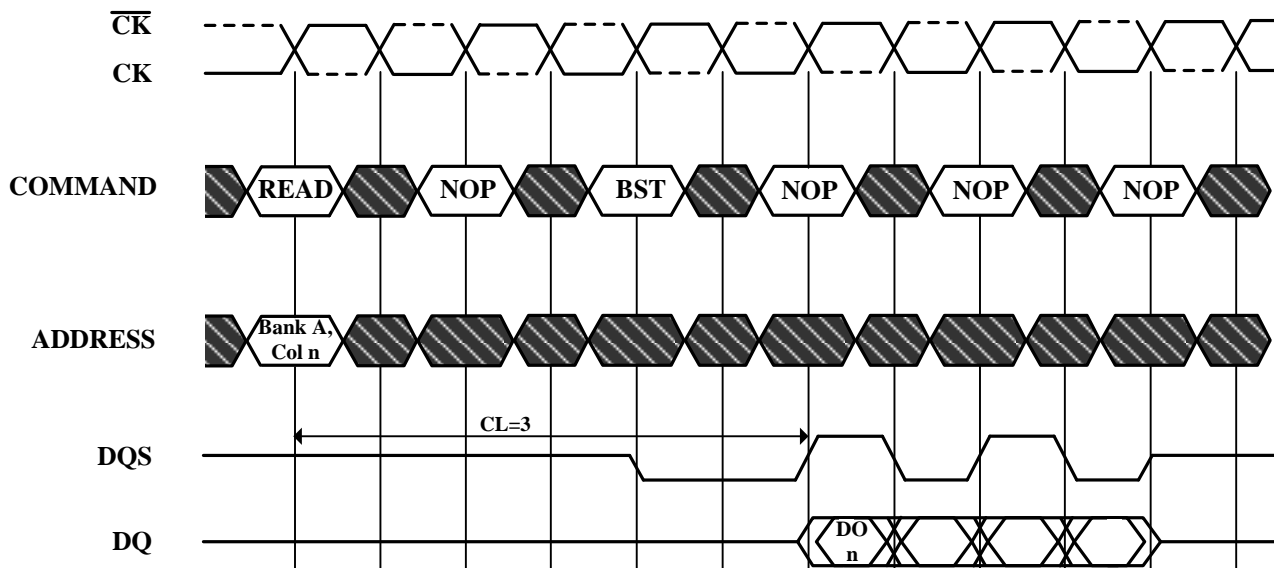 CK
CK
COMMAND
READ NOP BST NOP NOP NOP
ADDRESS
Bank A,
Col n
CL=3
DQS
DQ
DO
n